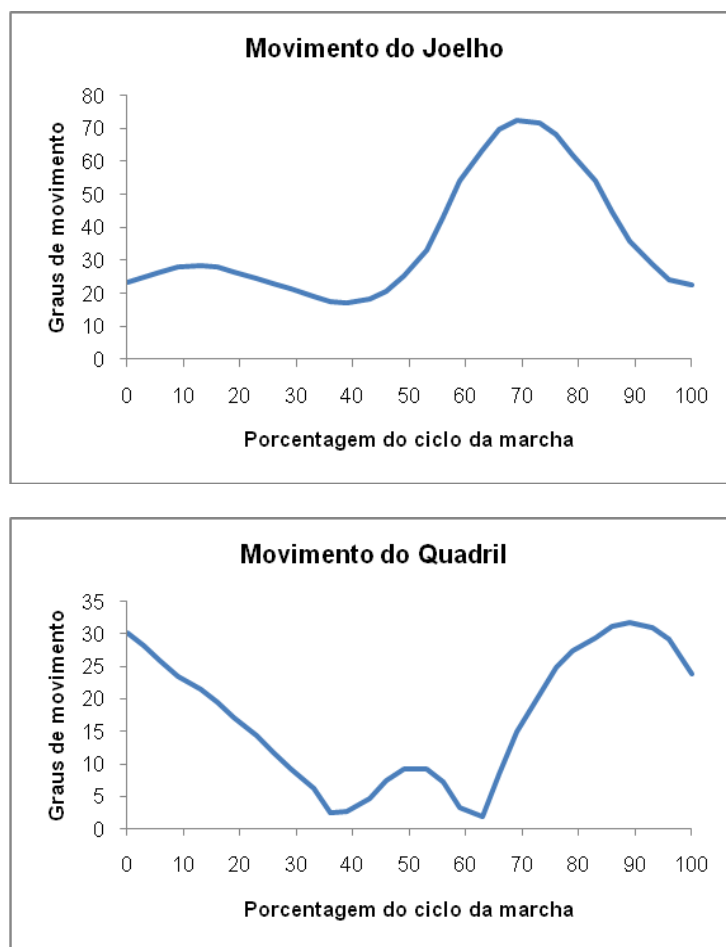 Movimento do Joelho
Graus de movimento
80
70
60
50
40
30
20
10
0
0 10 20 30 40 50 60 70 80 90 100
Porcentagem do ciclo da marcha
Movimento do Quadril
Graus de movimento
35
30
25
20
15
10
5
0
0 10 20 30 40 50 60 70 80 90 100
Porcentagem do ciclo da marcha